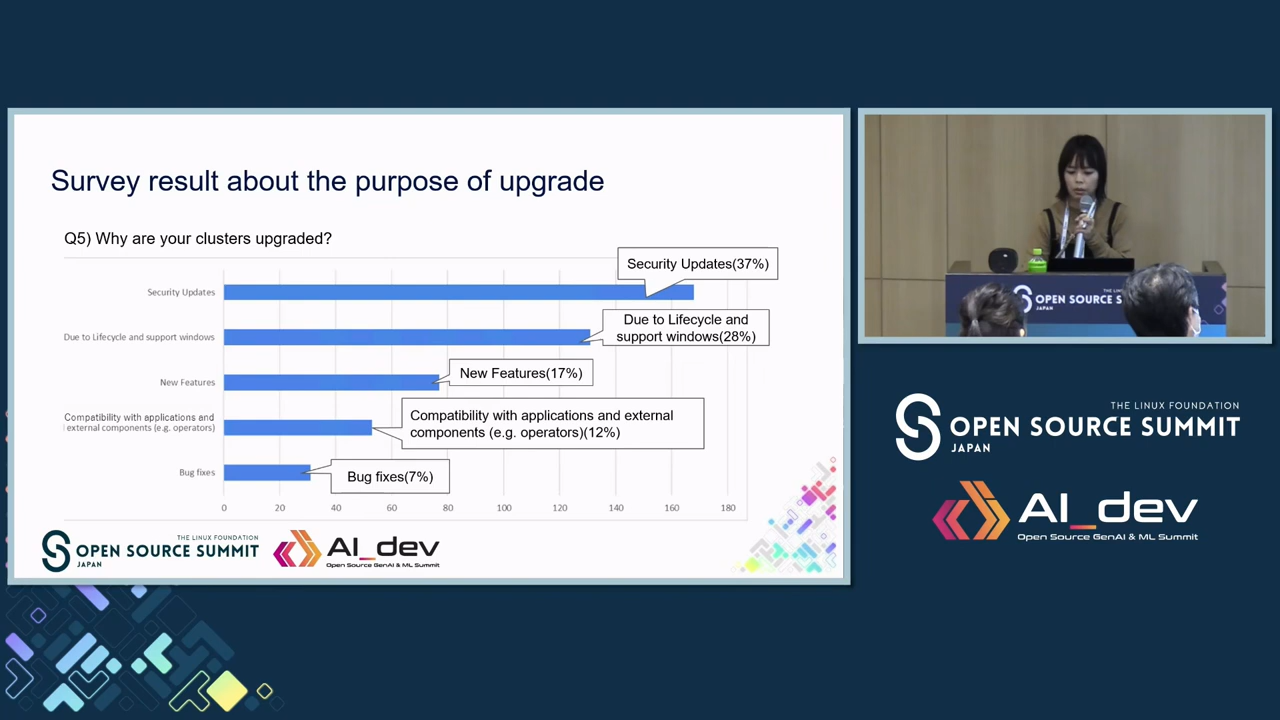 Survey result about the purpose of upgrade
Q5) Why are your clusters upgraded?
Security Updates(37%)
Security Updates
Due to Lifecycle and
support windows(28%)
Due to Lifecycle and support windows
New Features(17%)
New Features
Compatibility with applications and external
components (e.g. operators)(12%)
Compatibility with applications and
external components (e.g. operators)
Bug fixes(7%)
Bug fixes
0 20 40 60 80 100 120 140 160 180
THE LINUX FOUNDATION
OPEN SOURCE SUMMIT
JAPAN
AI_dev
Open Source GenAI & ML Summit
THE LIN
OPEN SOURCE S
JAPAN
THE LINUX FOUNDATION
OPEN SOURCE SUMMIT
JAPAN
AI_dev
Open Source GenAI & ML Summit